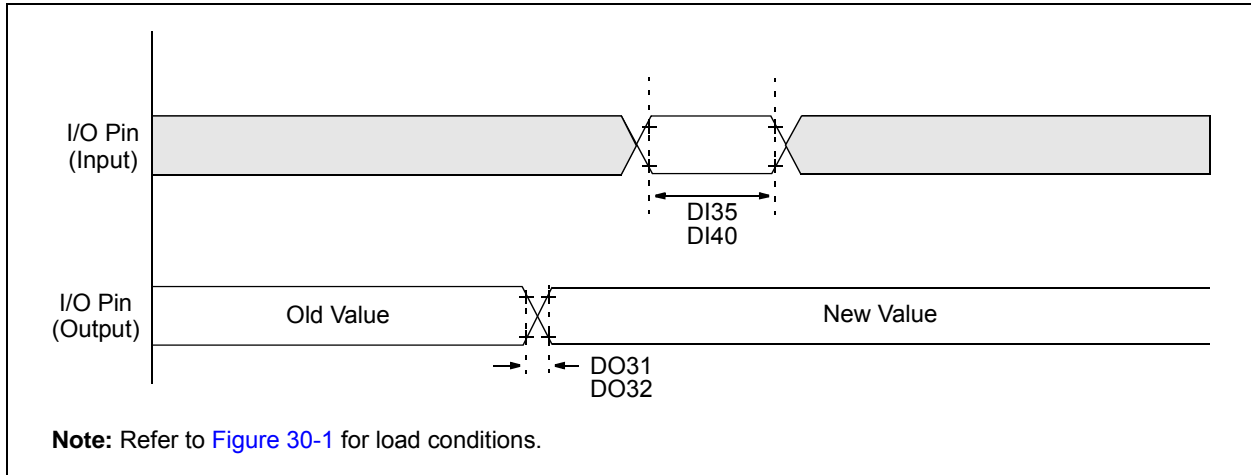 I/O Pin
(Input)
DI35
DI40
I/O Pin
(Output)
Old Value
New Value
DO31
DO32
Note: Refer to Figure 30-1 for load conditions.